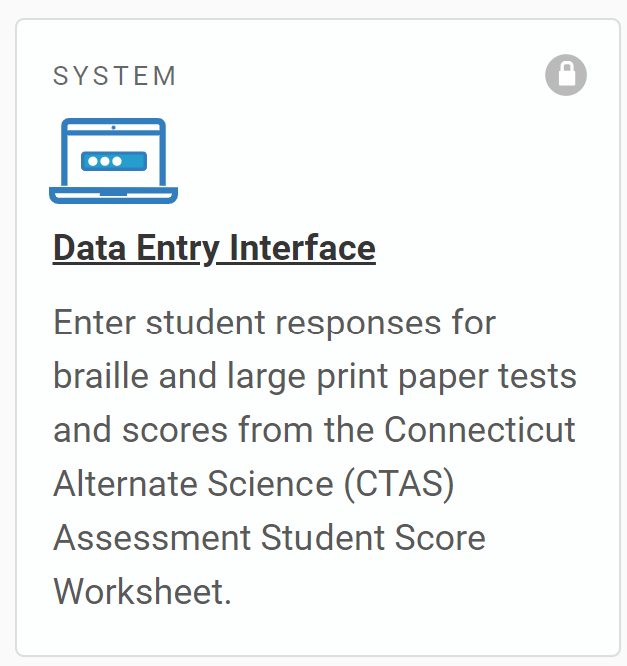 SYSTEM
Data Entry Interface
Enter student responses for
braille and large print paper tests
and scores from the Connecticut
Alternate Science (CTAS)
Assessment Student Score
Worksheet.